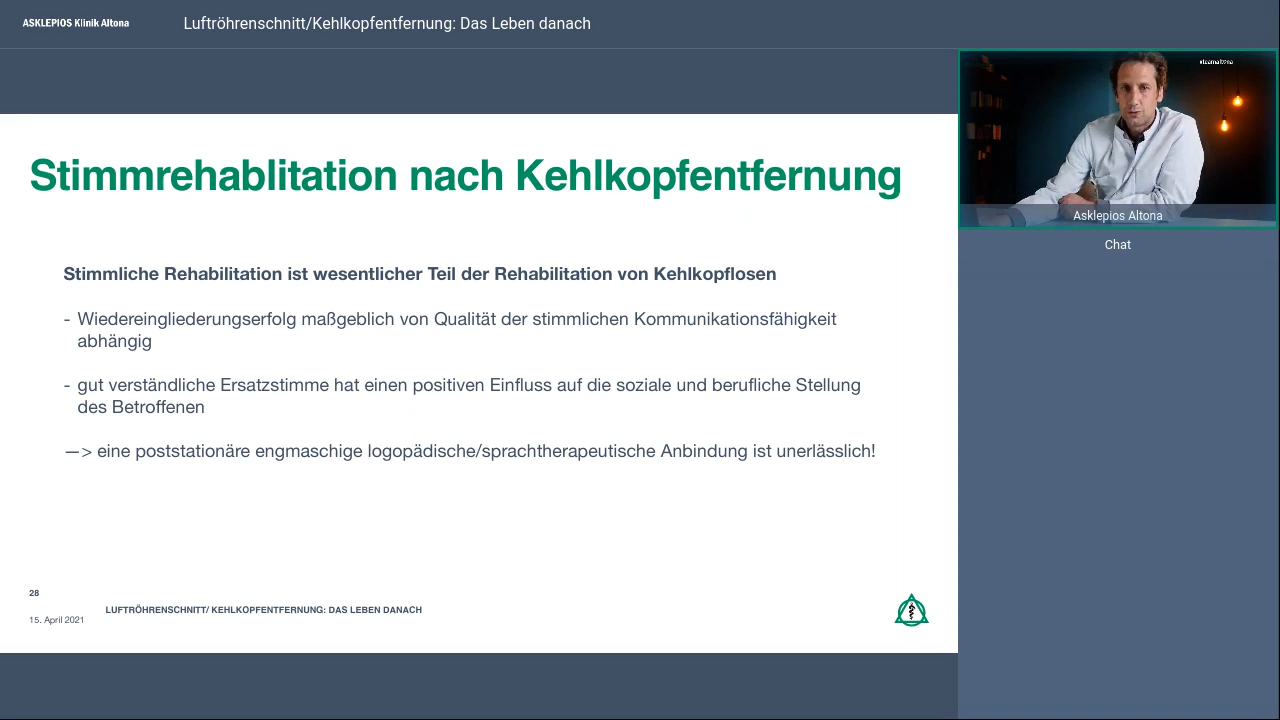 ASKLEPIOS Klinik Altona
Luftröhrenschnitt/Kehlkopfentfernung: Das Leben danach
#teamaltona
Asklepios Altona
Chat
Stimmrehablitation nach Kehlkopfentfernung
Stimmliche Rehabilitation ist wesentlicher Teil der Rehabilitation von Kehlkopflosen
- Wiedereingliederungserfolg maßgeblich von Qualität der stimmlichen Kommunikationsfähigkeit
abhängig
- gut verständliche Ersatzstimme hat einen positiven Einfluss auf die soziale und berufliche Stellung
des Betroffenen
—> eine poststationäre engmaschige logopädische/sprachtherapeutische Anbindung ist unerlässlich!
28
LUFTRÖHRENSCHNITT/ KEHLKOPFENTFERNUNG: DAS LEBEN DANACH
15. April 2021